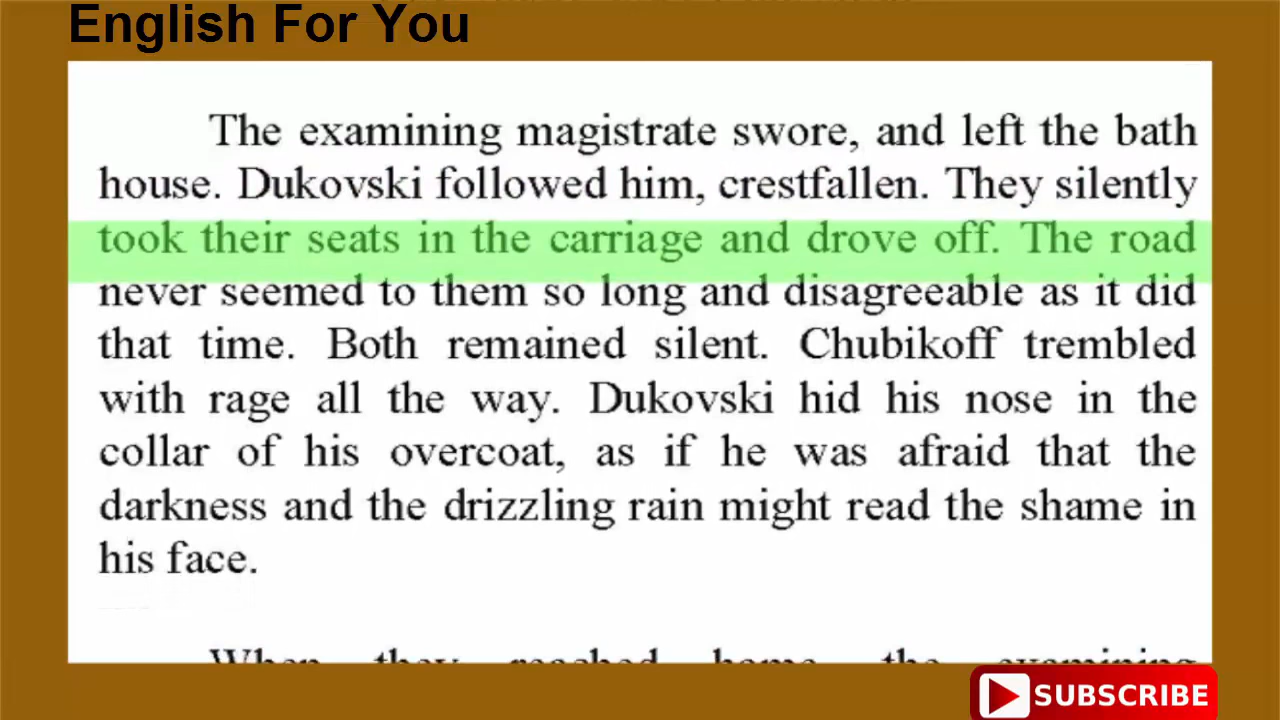 English For You
The examining magistrate swore, and left the bath
house. Dukovski followed him, crestfallen. They silently
took their seats in the carriage and drove off. The road
never seemed to them so long and disagreeable as it did
that time. Both remained silent. Chubikoff trembled
with rage all the way. Dukovski hid his nose in the
collar of his overcoat, as if he was afraid that the
darkness and the drizzling rain might read the shame in
his face.
When they reached home, the examining
SUBSCRIBE